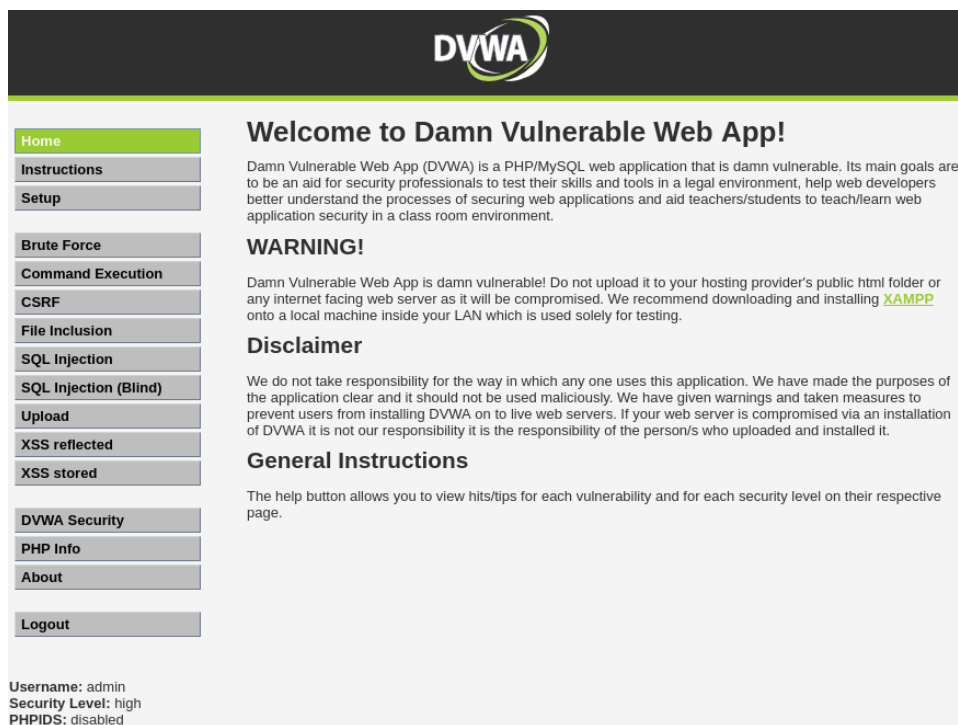 DVWA
Home
Instructions
Setup
Brute Force
Command Execution
CSRF
File Inclusion
SQL Injection
SQL Injection (Blind)
Upload
XSS reflected
XSS stored
DVWA Security
PHP Info
About
Logout
Username: admin
Security Level: high
PHPIDS: disabled
Welcome to Damn Vulnerable Web App!
Damn Vulnerable Web App (DVWA) is a PHP/MySQL web application that is damn vulnerable. Its main goals are
to be an aid for security professionals to test their skills and tools in a legal environment, help web developers
better understand the processes of securing web applications and aid teachers/students to teach/learn web
application security in a class room environment.
WARNING!
Damn Vulnerable Web App is damn vulnerable! Do not upload it to your hosting provider's public html folder or
any internet facing web server as it will be compromised. We recommend downloading and installing XAMPP
onto a local machine inside your LAN which is used solely for testing.
Disclaimer
We do not take responsibility for the way in which any one uses this application. We have made the purposes of
the application clear and it should not be used maliciously. We have given warnings and taken measures to
prevent users from installing DVWA on to live web servers. If your web server is compromised via an installation
of DVWA it is not our responsibility it is the responsibility of the person/s who uploaded and installed it.
General Instructions
The help button allows you to view hits/tips for each vulnerability and for each security level on their respective
page.